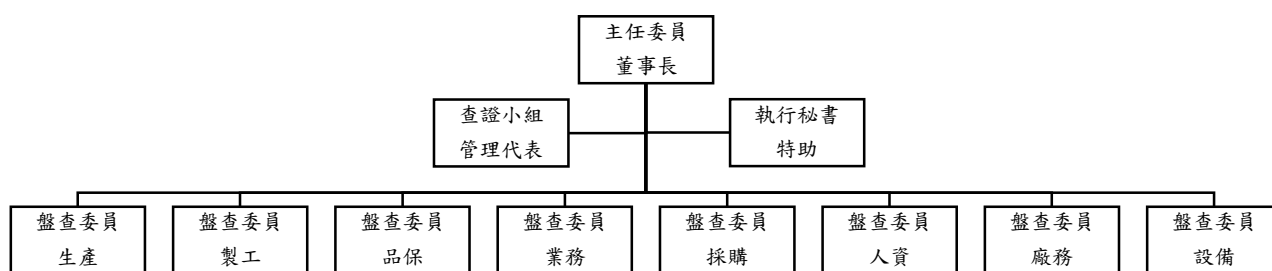 主任委員
董事長
查證小組
管理代表
執行秘書
特助
盤查委員
生產
盤查委員
製工
盤查委員
品保
盤查委員
業務
盤查委員
採購
盤查委員
人資
盤查委員
廠務
盤查委員
設備